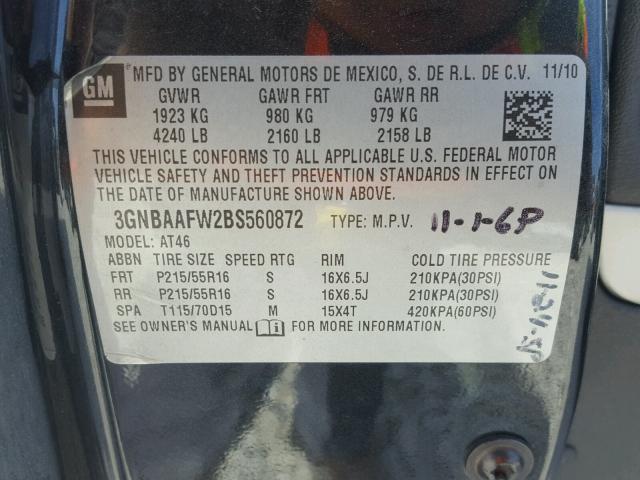 GM MFD BY GENERAL MOTORS DE MEXICO, S. DE R.L. DE C.V. 11/10
GVWR GAWR FRT GAWR RR
1923 KG 980 KG 979 KG
4240 LB 2160 LB 2158 LB
THIS VEHICLE CONFORMS TO ALL APPLICABLE U.S. FEDERAL MOTOR
VEHICLE SAFETY AND THEFT PREVENTION STANDARDS IN EFFECT ON
THE DATE OF MANUFACTURE SHOWN ABOVE.
3GNBAAFW2BS560872 TYPE: M.P.V. 11-1-6P
MODEL: AT46
ABBN TIRE SIZE SPEED RTG RIM COLD TIRE PRESSURE
FRT P215/55R16 S 16X6.5J 210KPA(30PSI)
RR P215/55R16 S 16X6.5J 210KPA(30PSI)
SPA T115/70D15 M 15X4T 420KPA(60PSI)
SEE OWNER'S MANUAL FOR MORE INFORMATION.